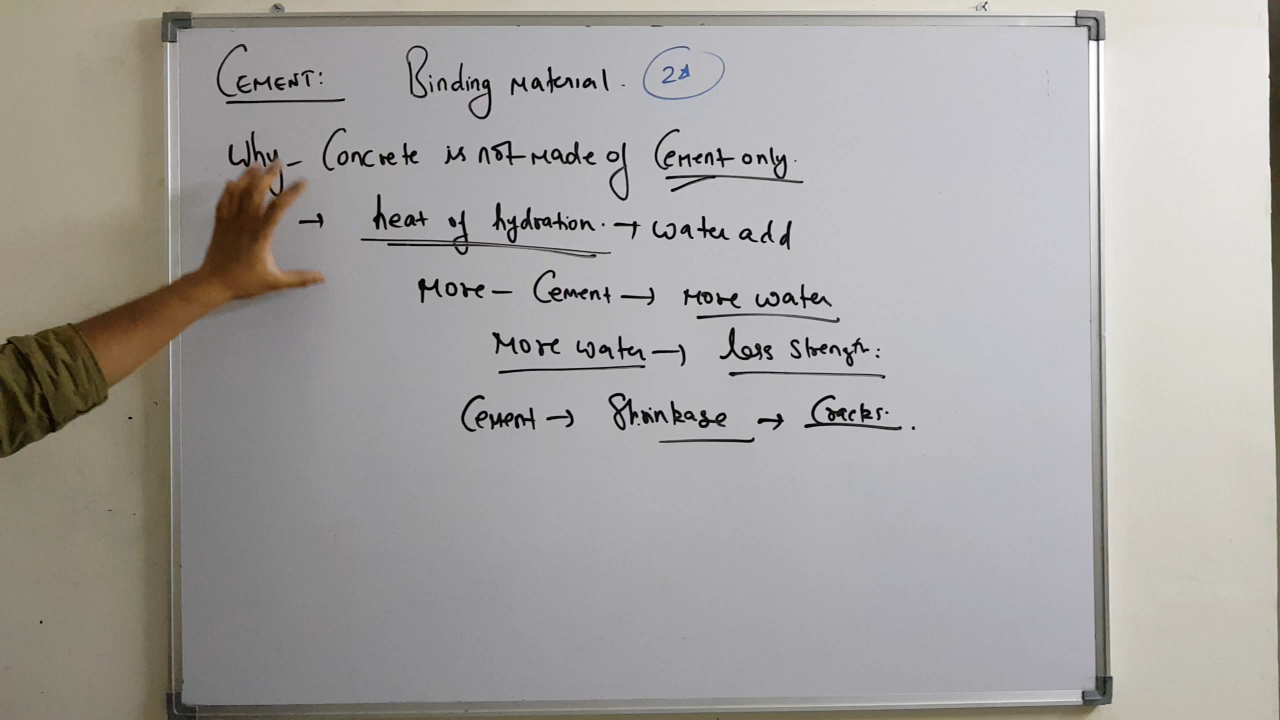 CEMENT: Binding Material.
Why - Concrete is not made of Cement only.
→ heat of hydration. → Water add
More - Cement → More water
More water → less strength:
Cement → Shrinkage → Cracks.